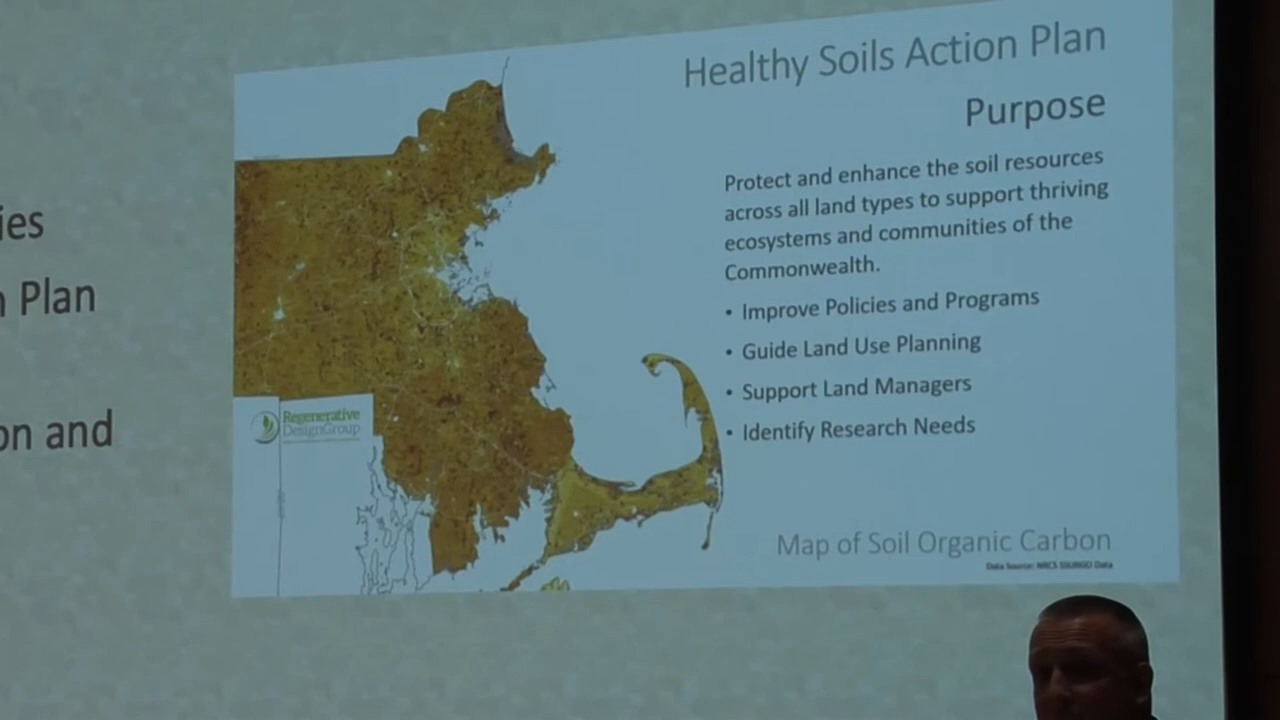 ies
n Plan
on and
Healthy Soils Action Plan
Purpose
Protect and enhance the soil resources
across all land types to support thriving
ecosystems and communities of the
Commonwealth.
• Improve Policies and Programs
• Guide Land Use Planning
• Support Land Managers
• Identify Research Needs
Regenerative
DesignGroup
Map of Soil Organic Carbon
Data Source: NRCS SSURGO Data